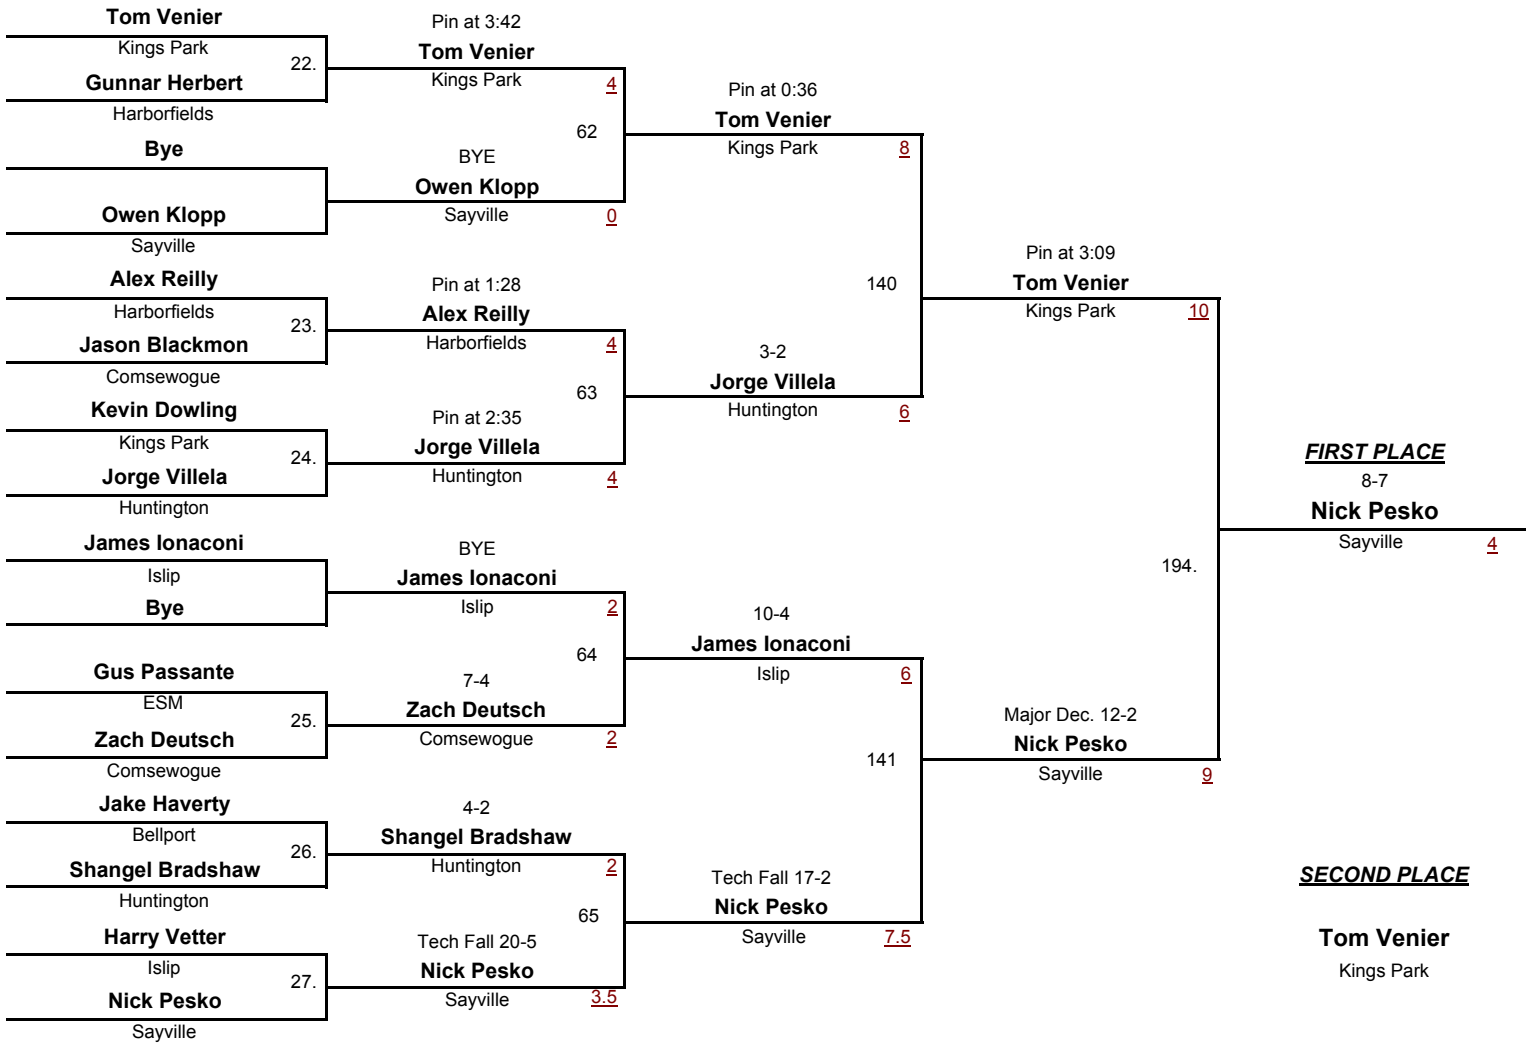 Tom Venier
Kings Park
22.
Gunnar Herbert
Harborfields
Bye
Owen Klopp
Sayville
Alex Reilly
Harborfields
23.
Jason Blackmon
Comsewogue
Kevin Dowling
Kings Park
24.
Jorge Villela
Huntington
James Ionaconi
Islip
Bye
Gus Passante
ESM
25.
Zach Deutsch
Comsewogue
Jake Haverty
Bellport
26.
Shangel Bradshaw
Huntington
Harry Vetter
Islip
27.
Nick Pesko
Sayville
Pin at 3:42
Tom Venier
Kings Park
4
62
BYE
Owen Klopp
Sayville
0
Pin at 1:28
Alex Reilly
Harborfields
4
63
Pin at 2:35
Jorge Villela
Huntington
4
BYE
James Ionaconi
Islip
2
64
7-4
Zach Deutsch
Comsewogue
2
4-2
Shangel Bradshaw
Huntington
2
65
Tech Fall 20-5
Nick Pesko
Sayville
3.5
Pin at 0:36
Tom Venier
Kings Park
8
140
3-2
Jorge Villela
Huntington
6
10-4
James Ionaconi
Islip
6
141
Tech Fall 17-2
Nick Pesko
Sayville
7.5
Pin at 3:09
Tom Venier
Kings Park
10
194.
Major Dec. 12-2
Nick Pesko
Sayville
9
FIRST PLACE
8-7
Nick Pesko
Sayville
4
SECOND PLACE
Tom Venier
Kings Park